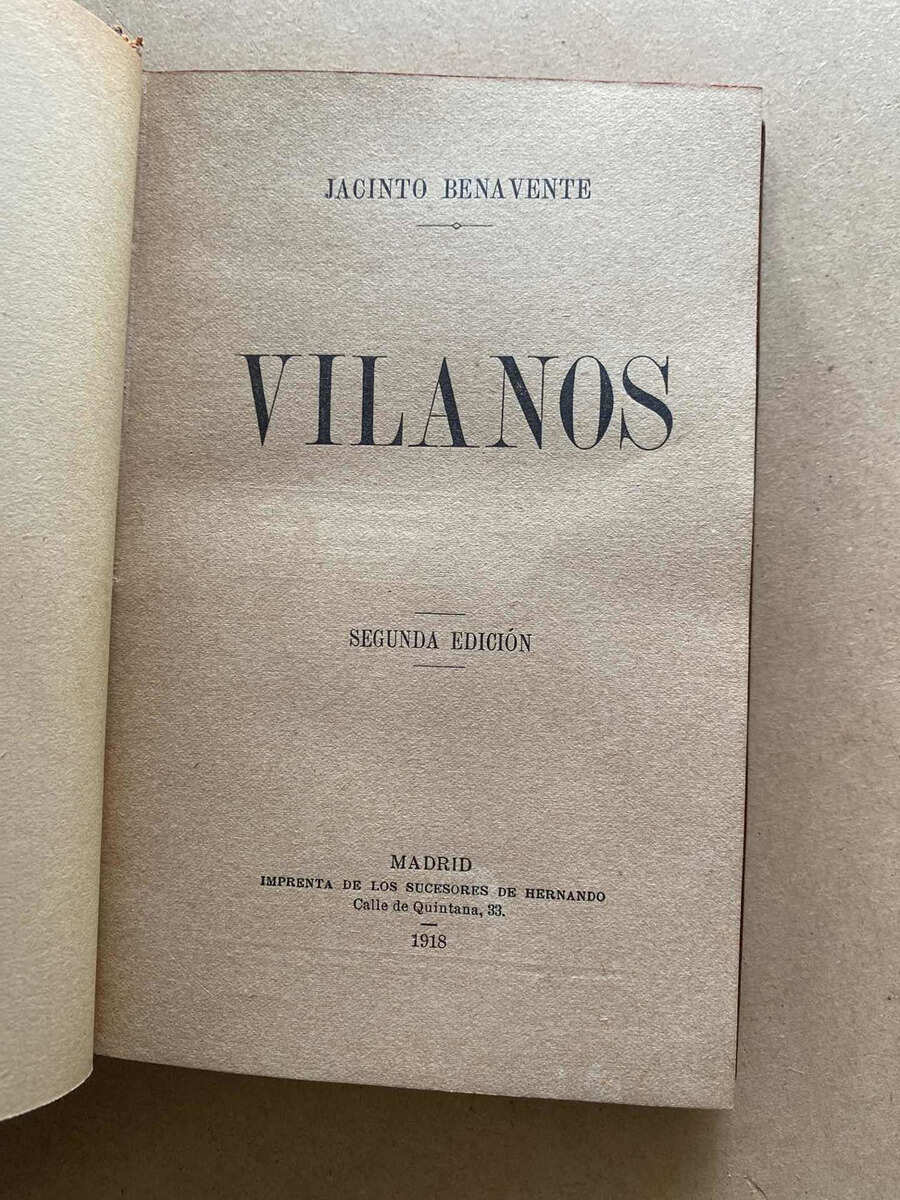 JACINTO BENAVENTE
VILANOS
SEGUNDA EDICIÓN
MADRID
IMPRENTA DE LOS SUCESORES DE HERNANDO
Calle de Quintana, 33.
1918